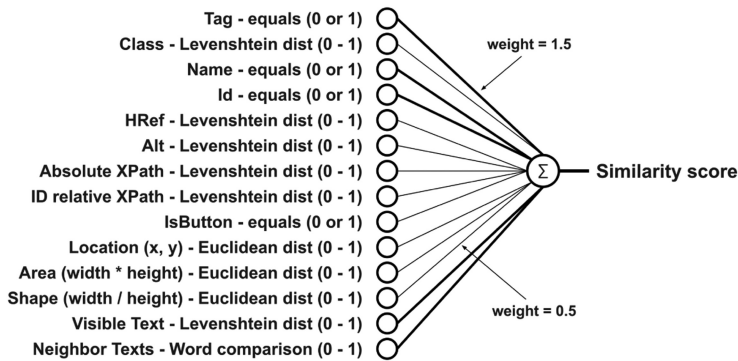 Tag - equals (0 or 1)
Class - Levenshtein dist (0 - 1)
Name - equals (0 or 1)
Id - equals (0 or 1)
HRef - Levenshtein dist (0 - 1)
Alt - Levenshtein dist (0 - 1)
Absolute XPath - Levenshtein dist (0 - 1)
ID relative XPath - Levenshtein dist (0 - 1)
IsButton - equals (0 or 1)
Location (x, y) - Euclidean dist (0 - 1)
Area (width * height) - Euclidean dist (0 - 1)
Shape (width / height) - Euclidean dist (0 - 1)
Visible Text - Levenshtein dist (0 - 1)
Neighbor Texts - Word comparison (0 - 1)
weight = 1.5
Σ
Similarity score
weight = 0.5